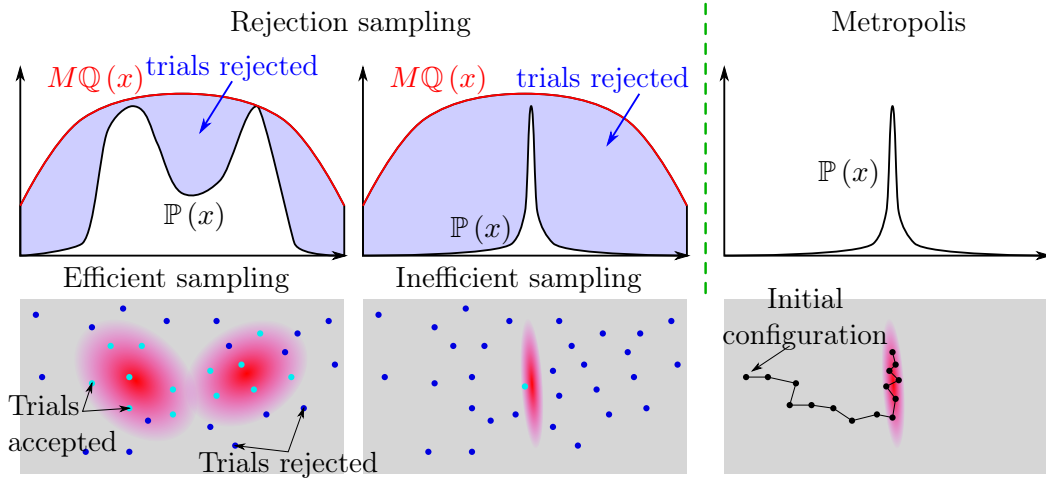 Rejection sampling
Metropolis
Mℚ(x)
trials rejected
ℙ(x)
Mℚ(x)
trials rejected
ℙ(x)
ℙ(x)
Efficient sampling
Inefficient sampling
Trials
accepted
Trials rejected
Initial
configuration